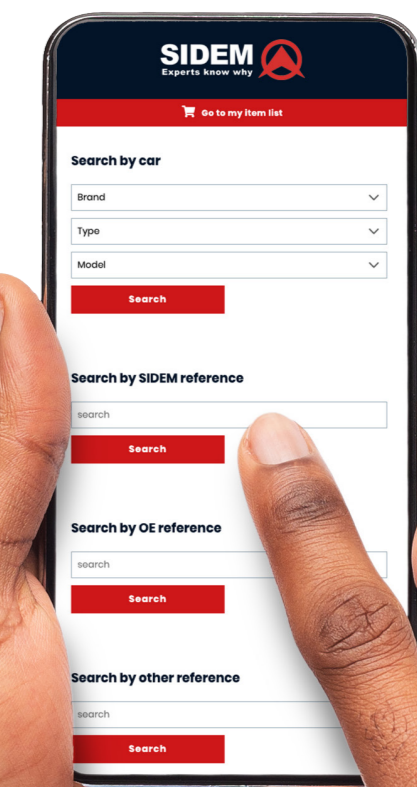 SIDEM
Experts know why
Go to my item list
Search by car
Brand
Type
Model
Search
Search by SIDEM reference
search
Search
Search by OE reference
search
Search
Search by other reference
search
Search